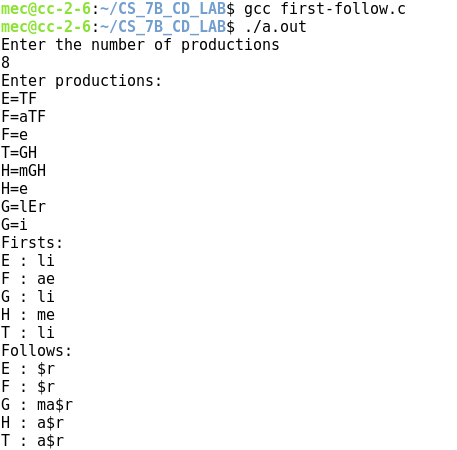 mec@cc-2-6:~/CS_7B_CD_LAB$ gcc first-follow.c
mec@cc-2-6:~/CS_7B_CD_LAB$ ./a.out
Enter the number of productions
8
Enter productions:
E=TF
F=aTF
F=e
T=GH
H=mGH
H=e
G=lEr
G=i
Firsts:
E : li
F : ae
G : li
H : me
T : li
Follows:
E : $r
F : $r
G : ma$r
H : a$r
T : a$r